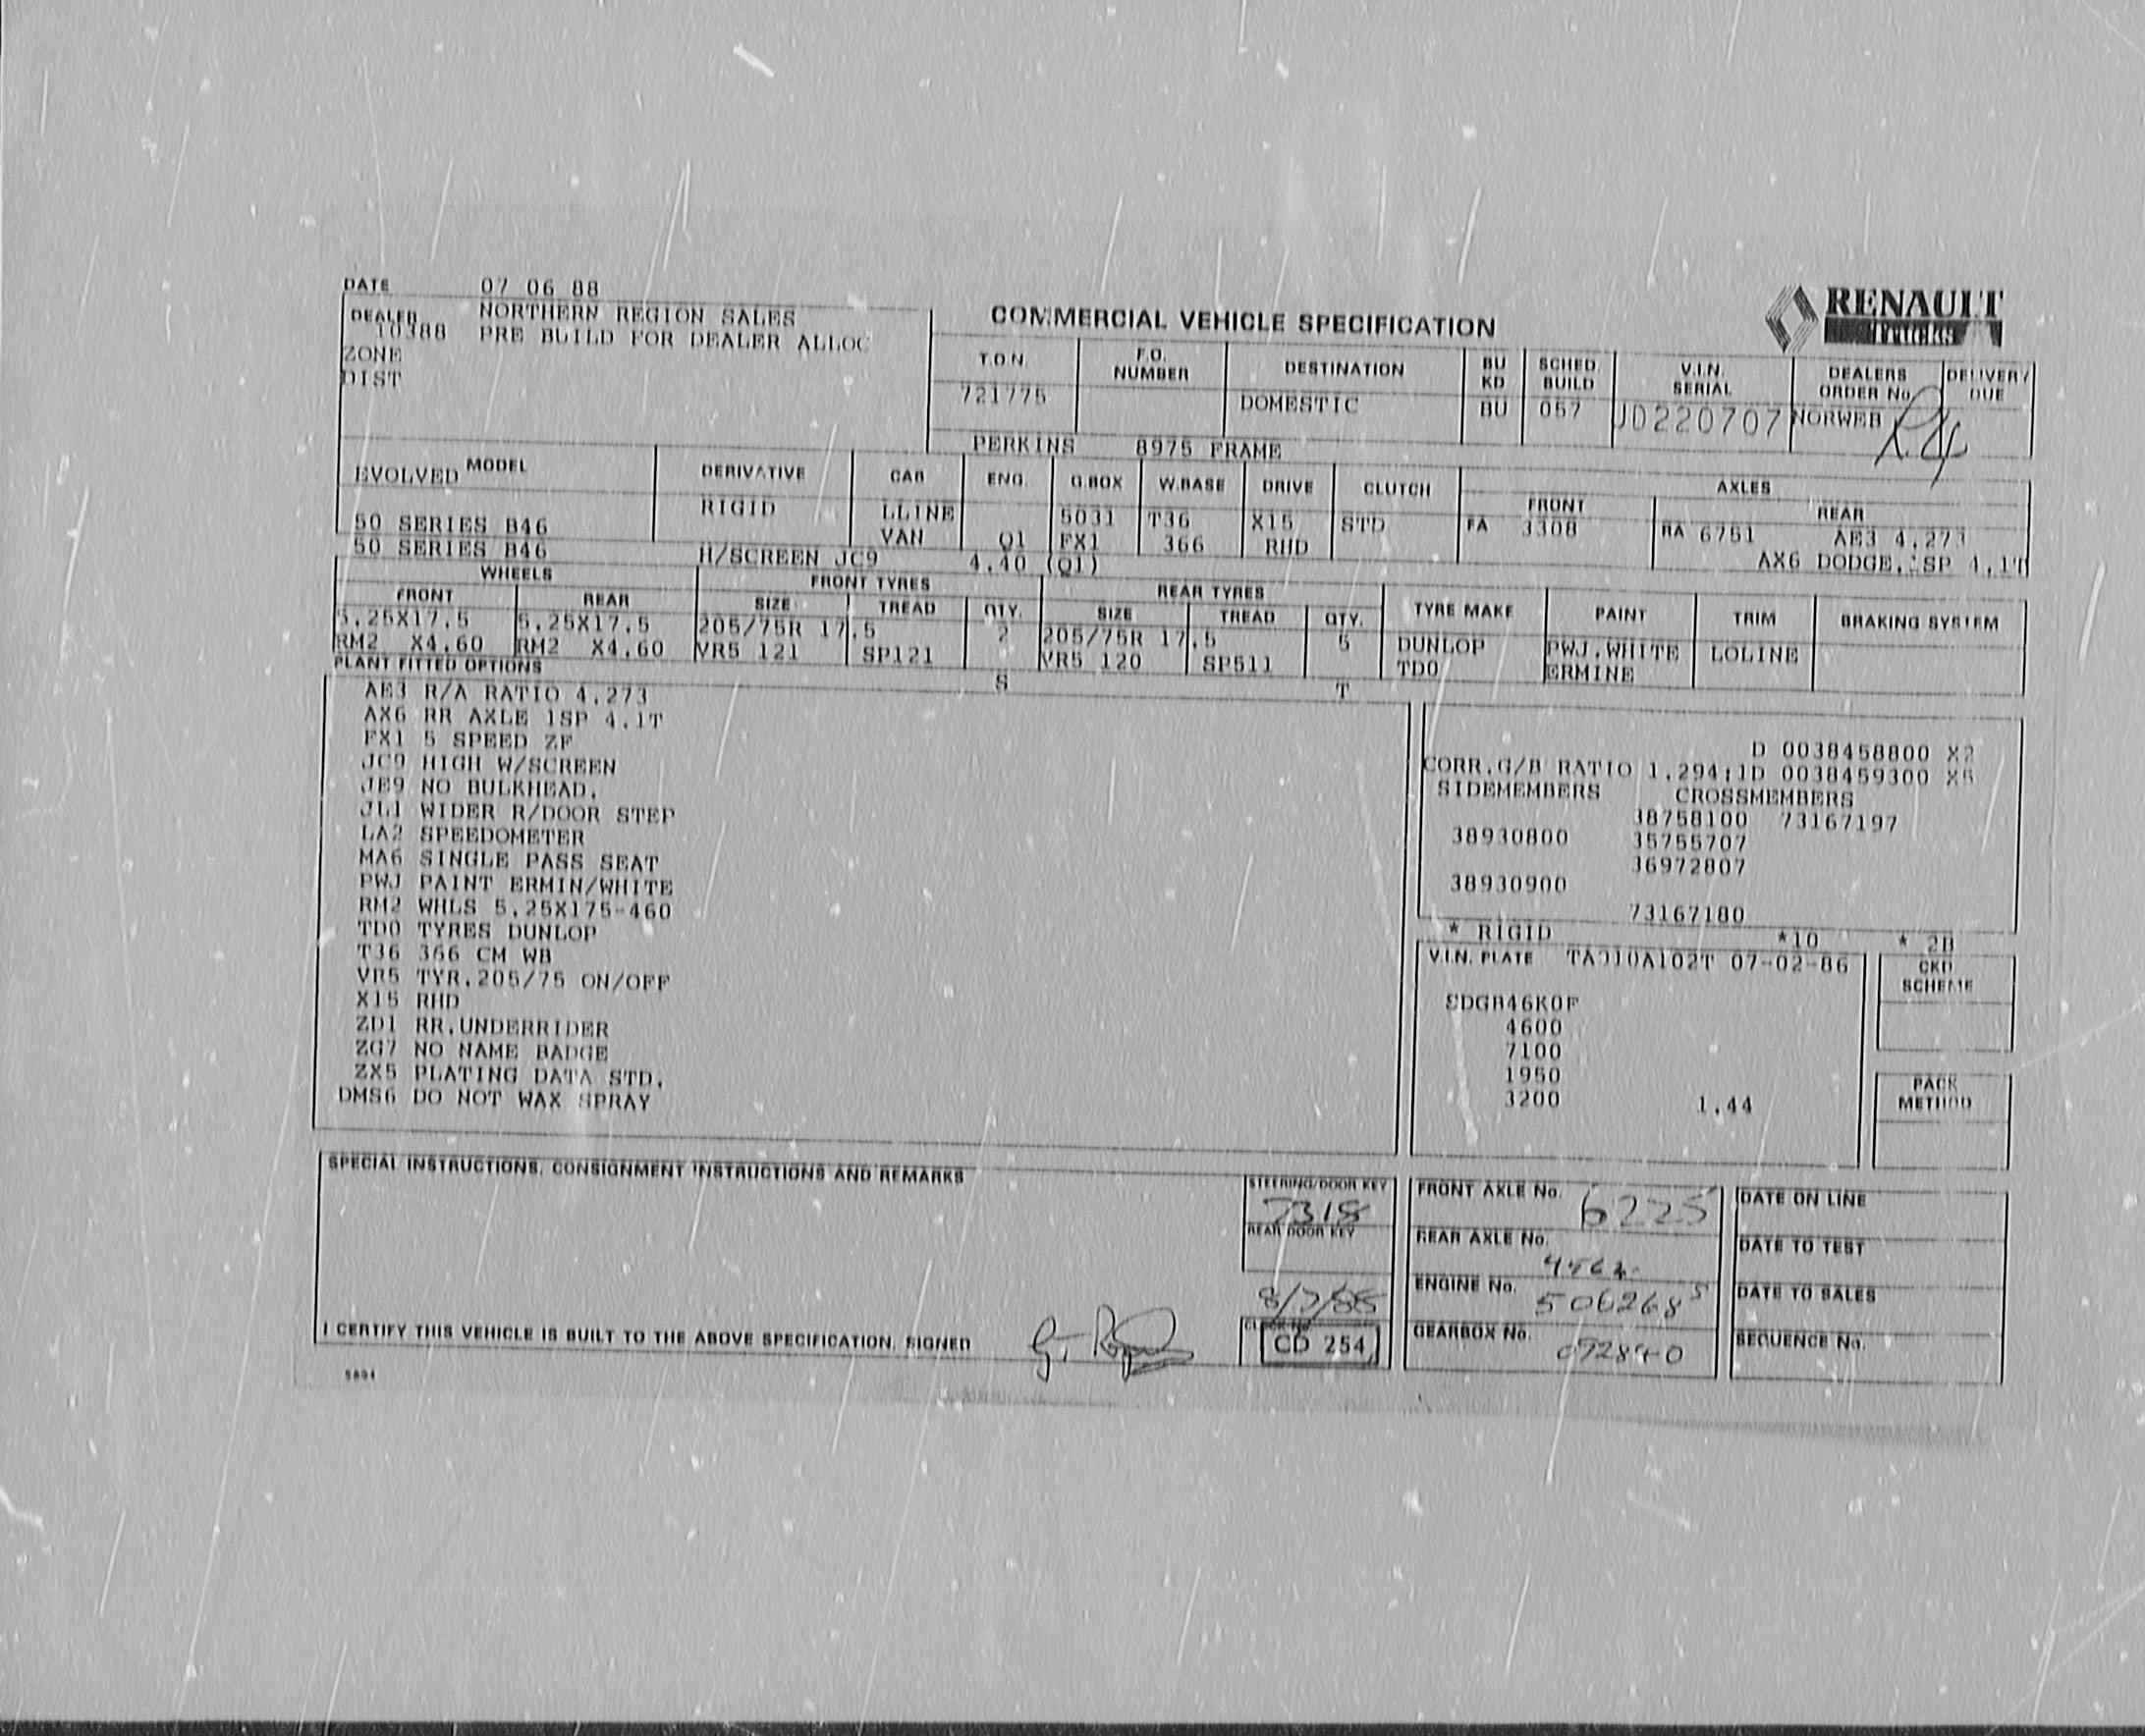 DATE 07 06 88
RENAULT
TRUCKS
DEALER NORTHERN REGION SALES
10388 PRE BUILD FOR DEALER ALLOC
ZONE
DIST
COMMERCIAL VEHICLE SPECIFICATION
T.O.N. F.O. NUMBER DESTINATION BU KD SCHED. BUILD V.I.N. SERIAL DEALERS ORDER No. DELIVERY DUE
721775 DOMESTIC BU 057 JD220707 NORWEB
PERKINS 8975 FRAME
MODEL DERIVATIVE CAB ENG. G.BOX W.BASE DRIVE CLUTCH AXLES
FRONT REAR
EVOLVED RIGID LLINE 5031 T36 X15 STD FA 3308 RA 6751 AE3 4.273
50 SERIES B46 VAN Q1 FX1 366 RHD
50 SERIES B46 H/SCREEN JC9 4.40 (Q1) AX6 DODGE, SP 4.1T
WHEELS FRONT TYRES REAR TYRES
FRONT REAR SIZE TREAD QTY. SIZE TREAD QTY. TYRE MAKE PAINT TRIM BRAKING SYSTEM
5.25X17.5 5.25X17.5 205/75R 17.5 2 205/75R 17.5 5 DUNLOP PWJ.WHITE LOLINE
RM2 X4.60 RM2 X4.60 VR5 121 SP121 VR5 120 SP511 TD0 ERMINE
PLANT FITTED OPTIONS
S T
AE3 R/A RATIO 4.273
AX6 RR AXLE 1SP 4.1T
FX1 5 SPEED ZF
JC9 HIGH W/SCREEN
JE9 NO BULKHEAD.
JL1 WIDER R/DOOR STEP
LA2 SPEEDOMETER
MA6 SINGLE PASS SEAT
PWJ PAINT ERMIN/WHITE
RM2 WHLS 5.25X175-460
TD0 TYRES DUNLOP
T36 366 CM WB
VR5 TYR.205/75 ON/OFF
X15 RHD
ZD1 RR.UNDERRIDER
ZG7 NO NAME BADGE
ZX5 PLATING DATA STD.
DMS6 DO NOT WAX SPRAY
D 0038458800 X2
CORR.G/B RATIO 1.294:1D 0038459300 X5
SIDEMEMBERS CROSSMEMBERS
38758100 73167197
38930800 35755707
36972807
38930900
73167180
* RIGID *10 * 2B
V.I.N. PLATE TA010A102T 07-02-86
CKD SCHEME
4600
7100
1950
3200 1.44
PACK METHOD
SPECIAL INSTRUCTIONS, CONSIGNMENT INSTRUCTIONS AND REMARKS
STEERING/DOOR KEY
7318
REAR DOOR KEY
8/7/88
CD 254
FRONT AXLE No. 6225
REAR AXLE No.
ENGINE No. 5062685
GEARBOX No. 092840
DATE ON LINE
DATE TO TEST
DATE TO SALES
SEQUENCE No.
I CERTIFY THIS VEHICLE IS BUILT TO THE ABOVE SPECIFICATION. SIGNED